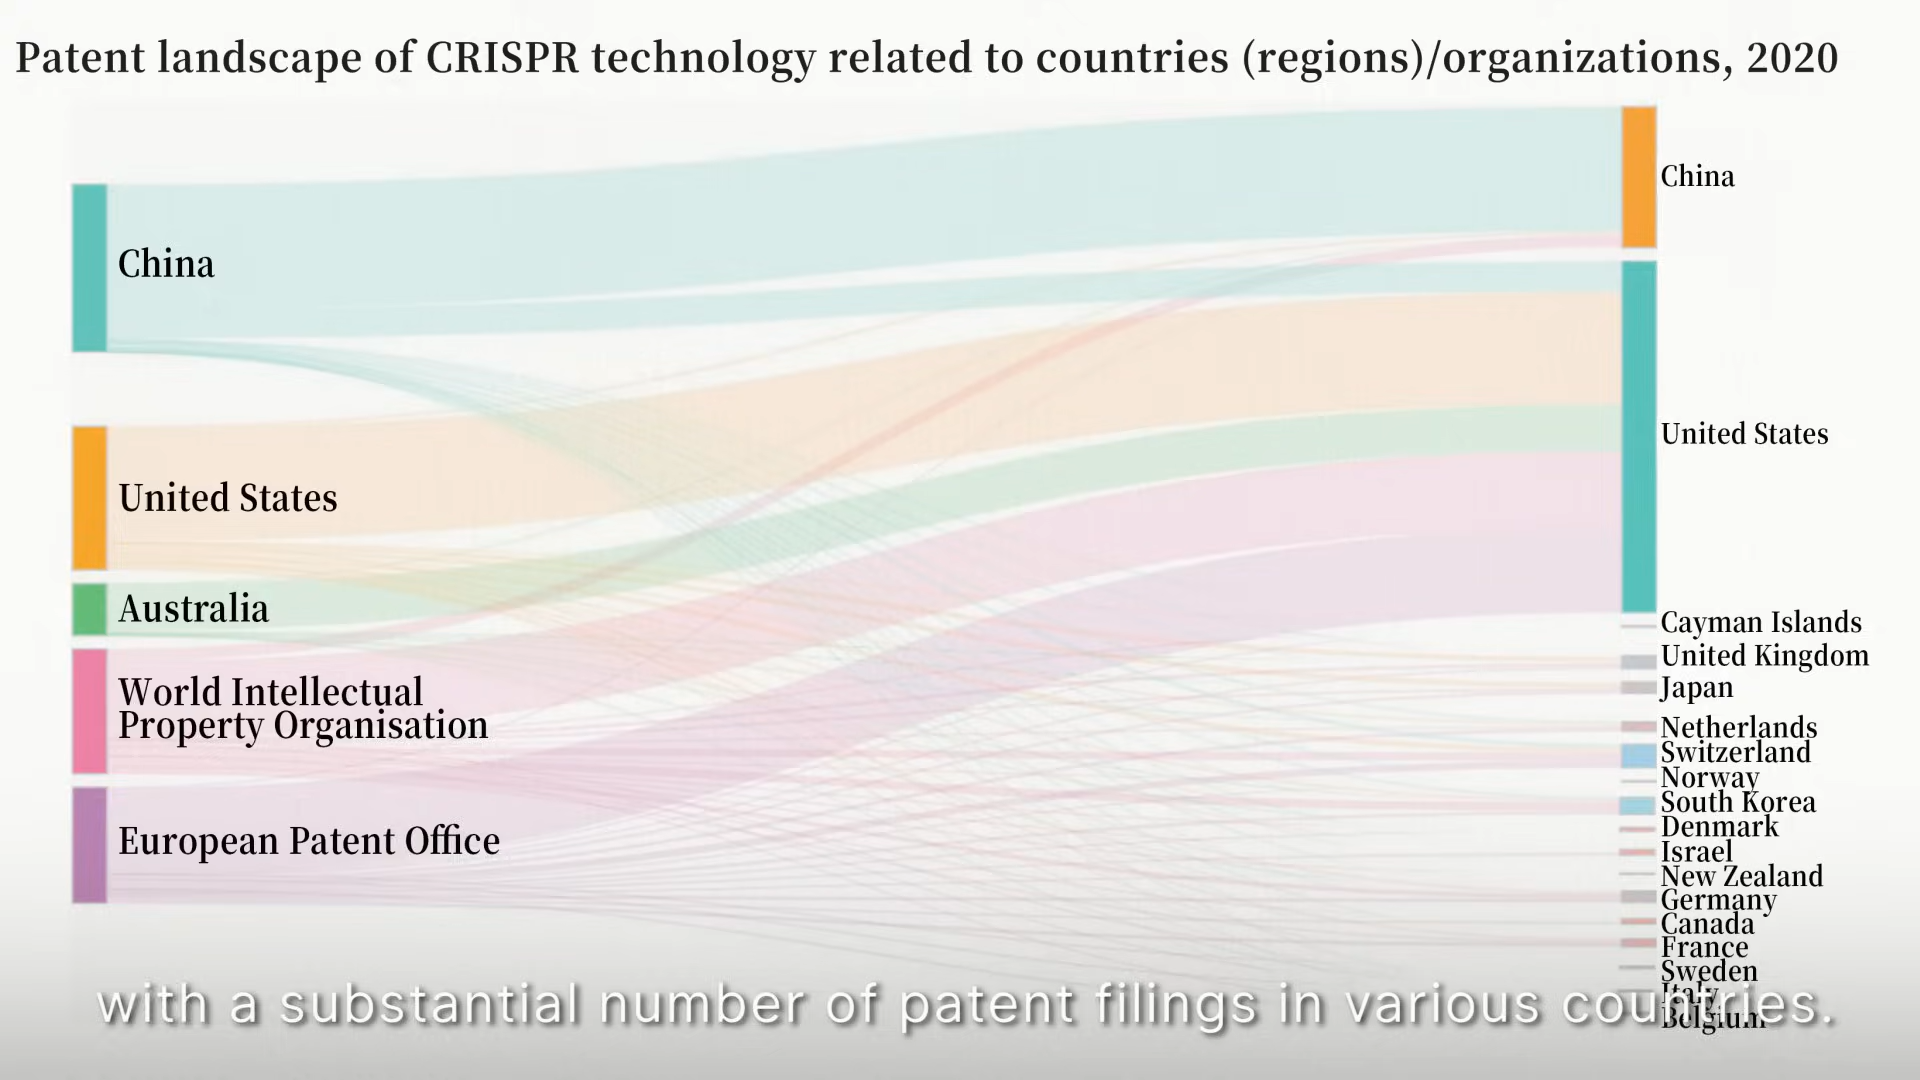 Patent landscape of CRISPR technology related to countries (regions)/organizations, 2020
China
United States
Australia
World Intellectual
Property Organisation
European Patent Office
China
United States
Cayman Islands
United Kingdom
Japan
Netherlands
Switzerland
Norway
South Korea
Denmark
Israel
New Zealand
Germany
Canada
France
Sweden
Italy
Belgium
with a substantial number of patent filings in various countries.